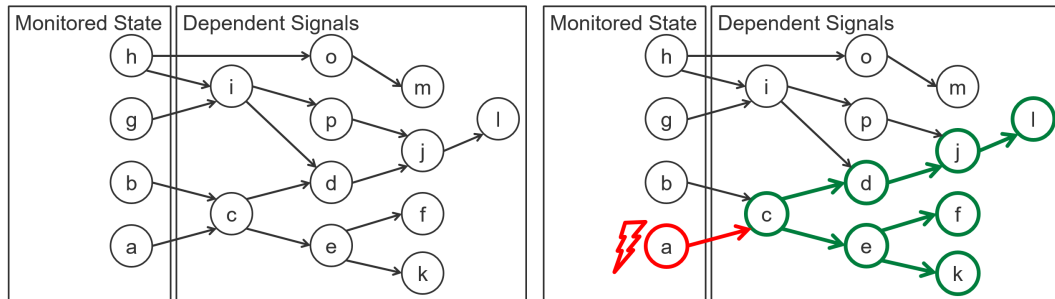 Monitored State
Dependent Signals
h
o
i
m
g
p
l
j
b
d
c
f
a
e
k
Monitored State
Dependent Signals
h
o
i
m
g
p
l
j
b
d
c
f
a
e
k